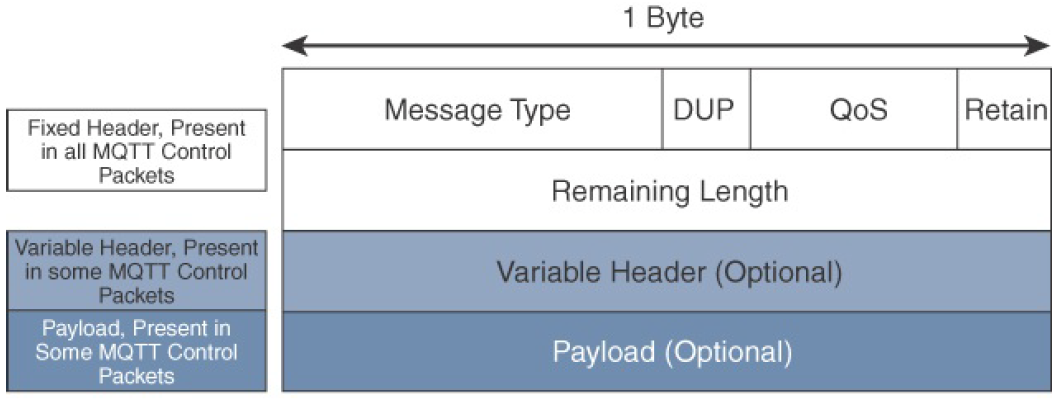 1 Byte
Message Type DUP QoS Retain
Fixed Header, Present
in all MQTT Control
Packets
Remaining Length
Variable Header, Present
in some MQTT Control
Packets
Variable Header (Optional)
Payload, Present in
Some MQTT Control
Packets
Payload (Optional)